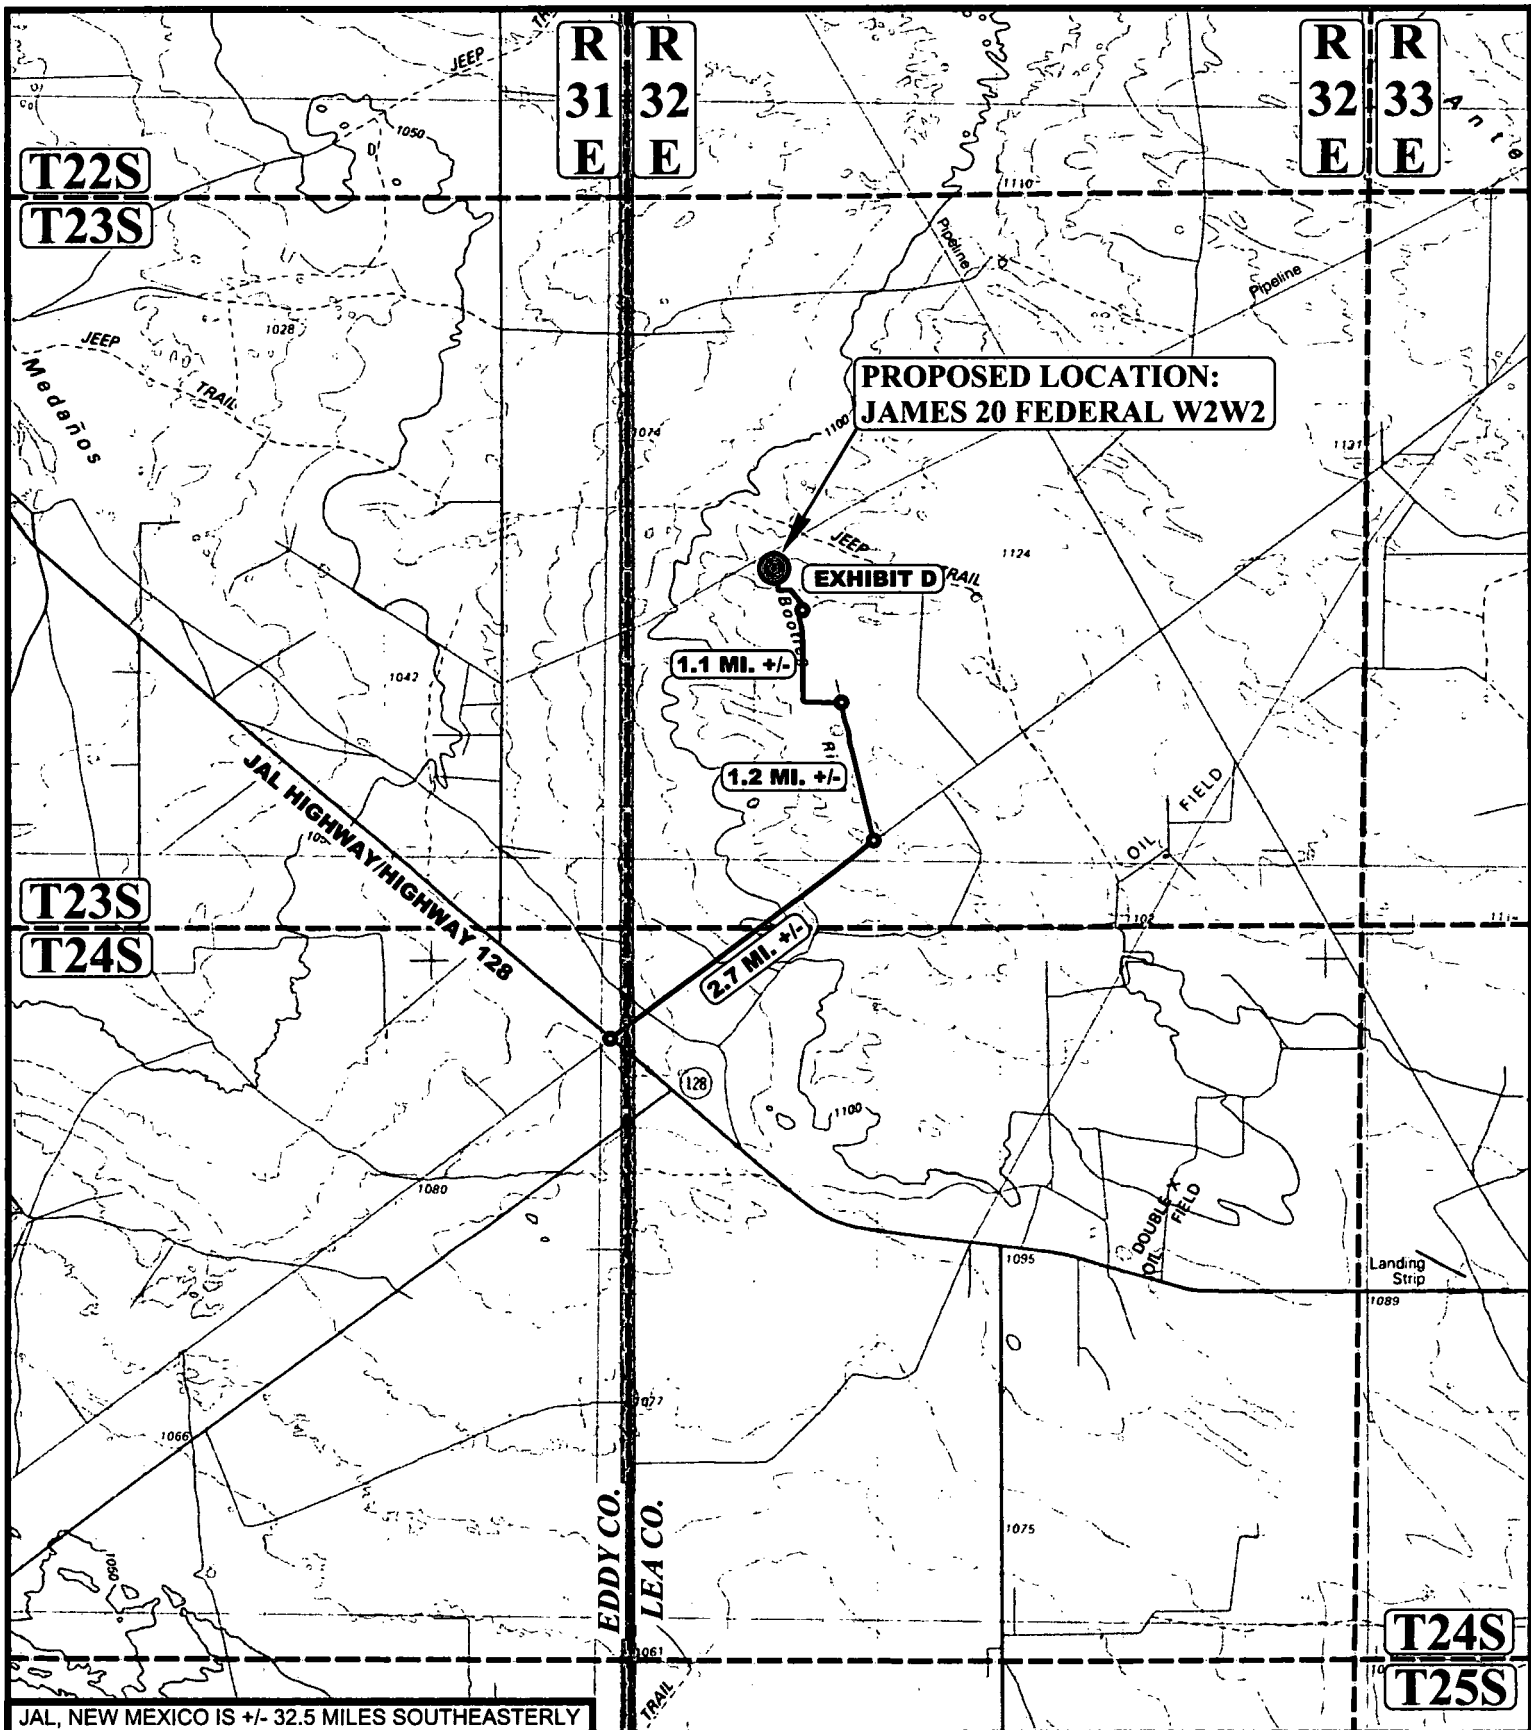 JEEP
R
31
E
R
32
E
R
32
E
R
33
E
1050
T22S
T23S
1110
Pipeline
Pipeline
1028
JEEP
TRAIL
Medaños
PROPOSED LOCATION:
JAMES 20 FEDERAL W2W2
1074
1100
1131
JEEP
TRAIL
1124
EXHIBIT D
1.1 MI. +/-
1042
1.2 MI. +/-
JAL HIGHWAY/HIGHWAY 128
OIL FIELD
T23S
T24S
1102
2.7 MI. +/-
128
1100
1080
DOUBLE X
OIL FIELD
1095
Landing
Strip
1089
1077
1066
EDDY CO.
LEA CO.
1075
1050
T24S
T25S
1061
TRAIL
JAL, NEW MEXICO IS +/- 32.5 MILES SOUTHEASTERLY